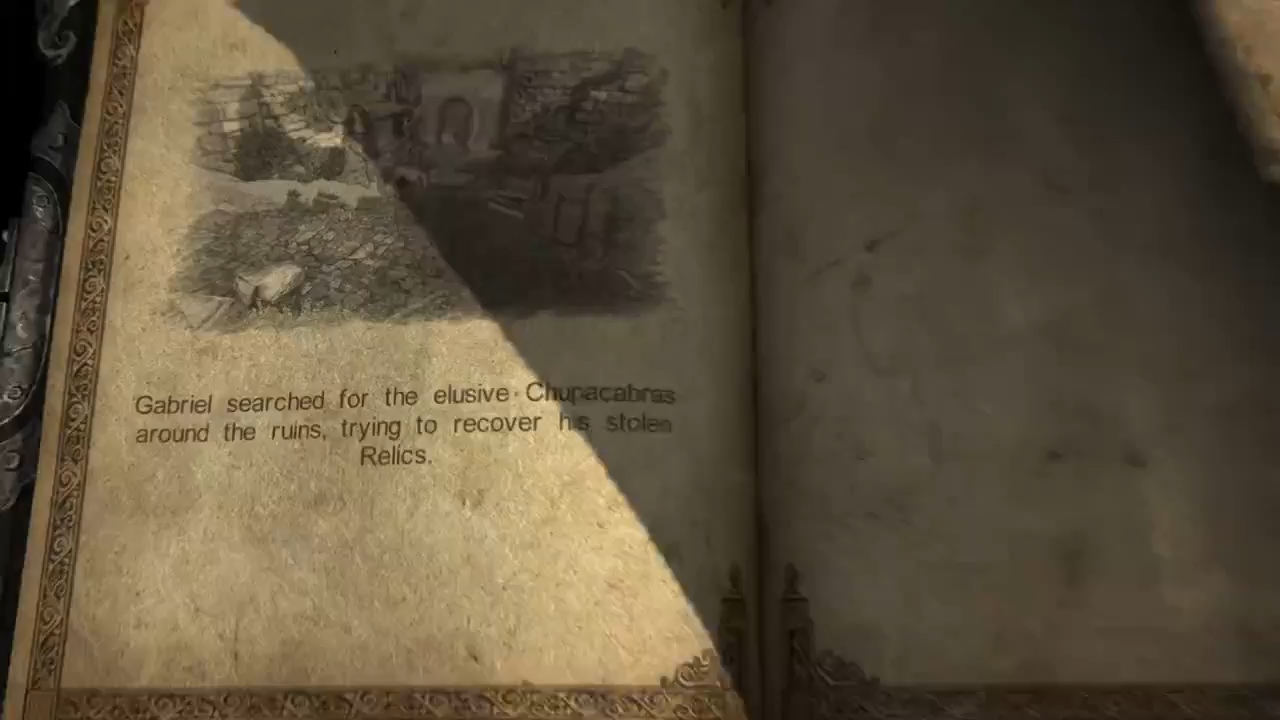 Gabriel searched for the elusive Chupacabras
around the ruins, trying to recover his stolen
Relics.